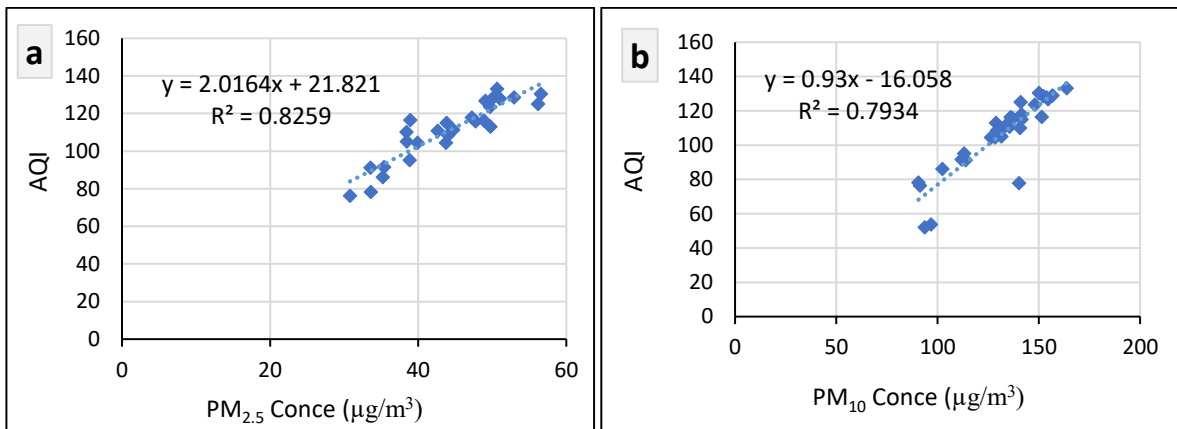 a
y = 2.0164x + 21.821
R² = 0.8259
AQI
160
140
120
100
80
60
40
20
0
0 20 40 60
PM₂.₅ Conce (µg/m³)
b
y = 0.93x - 16.058
R² = 0.7934
AQI
160
140
120
100
80
60
40
20
0
0 50 100 150 200
PM₁₀ Conce (µg/m³)